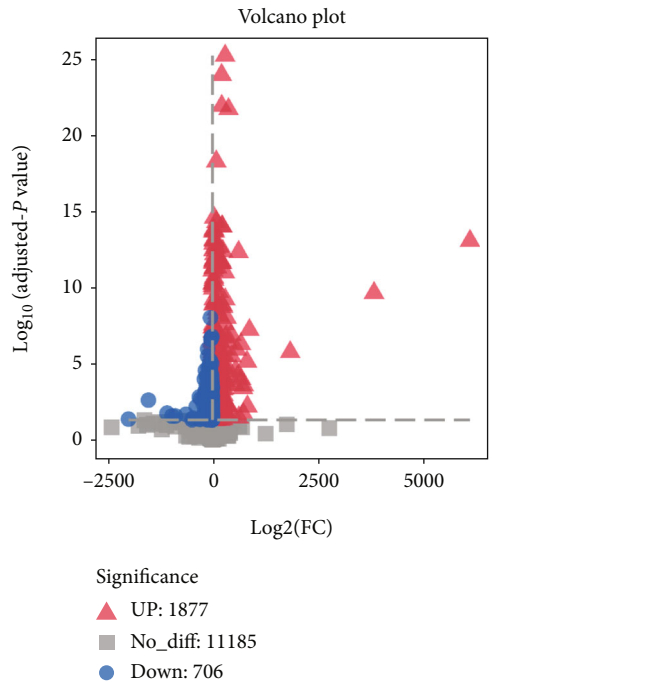 Volcano plot
25
20
15
10
5
0
Log10 (adjusted-P value)
−2500 0 2500 5000
Log2(FC)
Significance
UP: 1877
No_diff: 11185
Down: 706